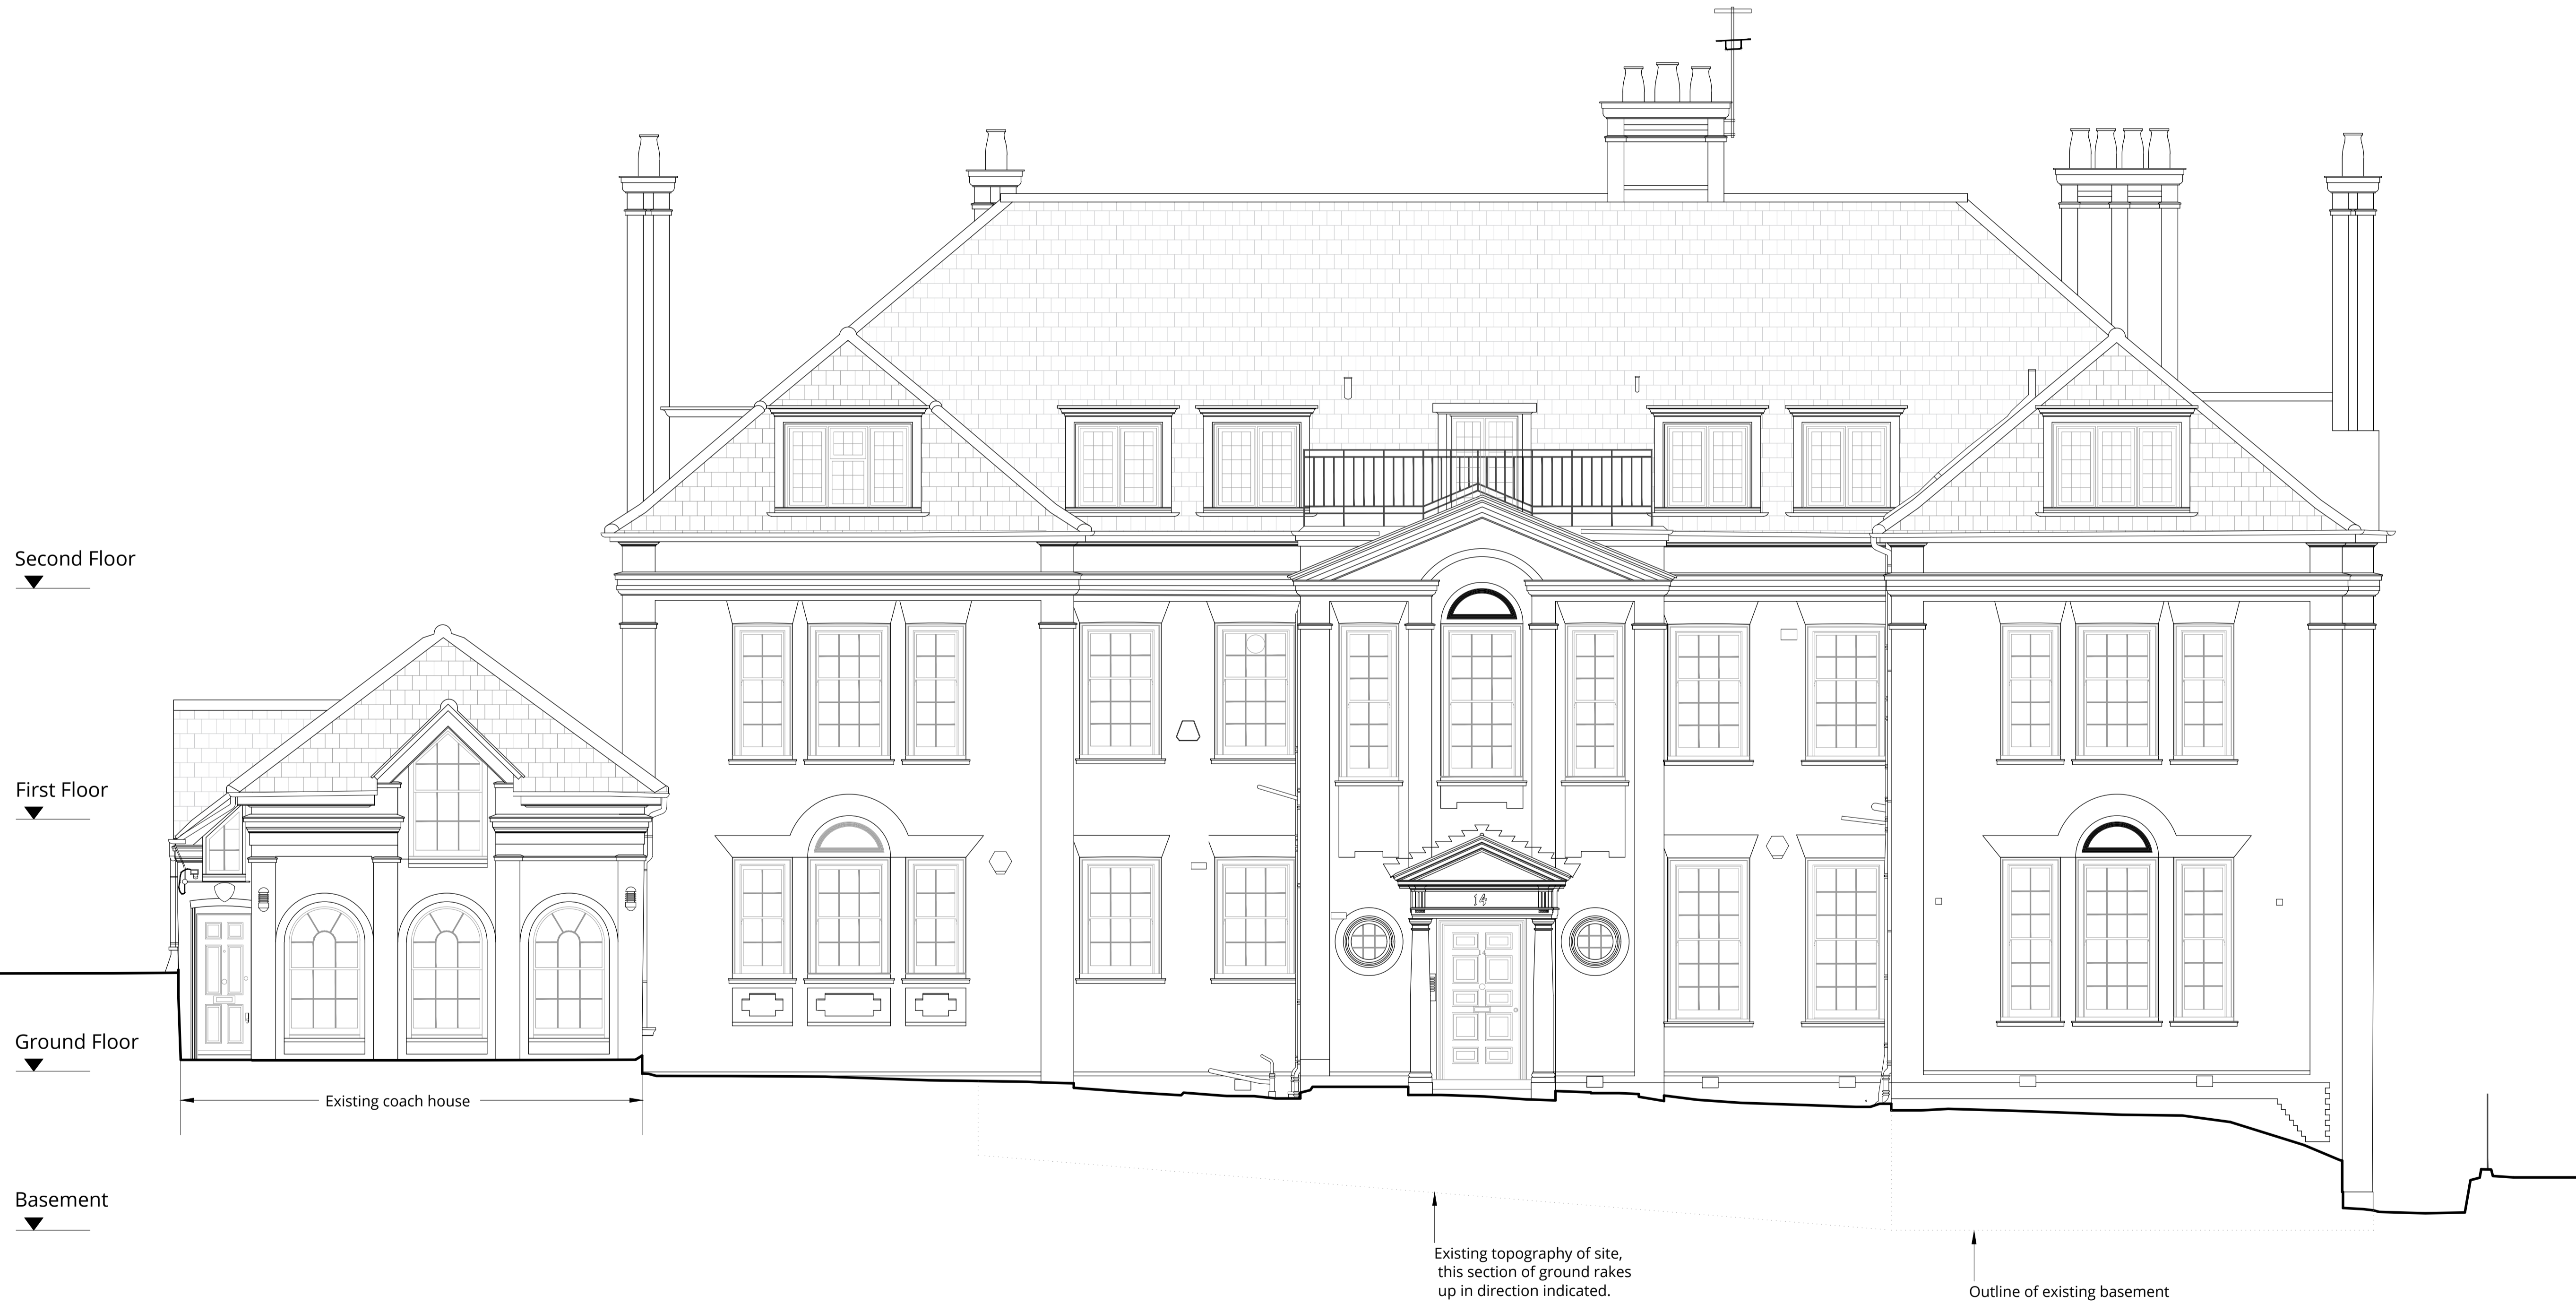 Second Floor
First Floor
14
14
Ground Floor
Existing coach house
Basement
Existing topography of site,
this section of ground rakes
up in direction indicated.
Outline of existing basement